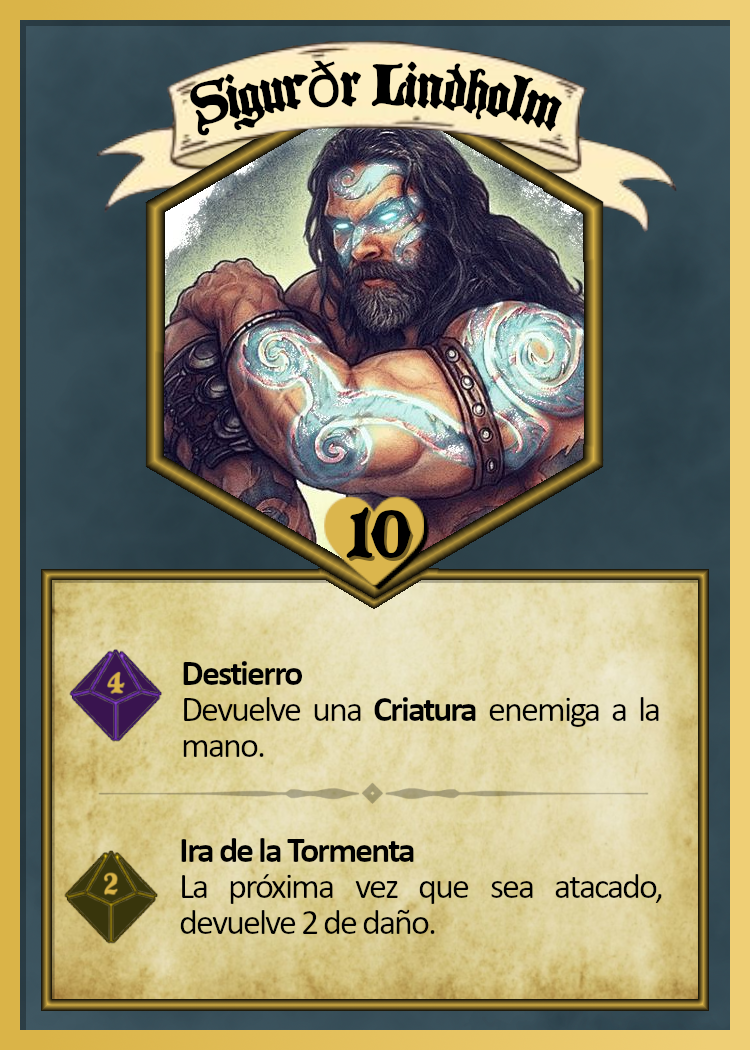 Sigurðr Lindholm
10
4
Destierro
Devuelve una Criatura enemiga a la
mano.
2
Ira de la Tormenta
La próxima vez que sea atacado,
devuelve 2 de daño.